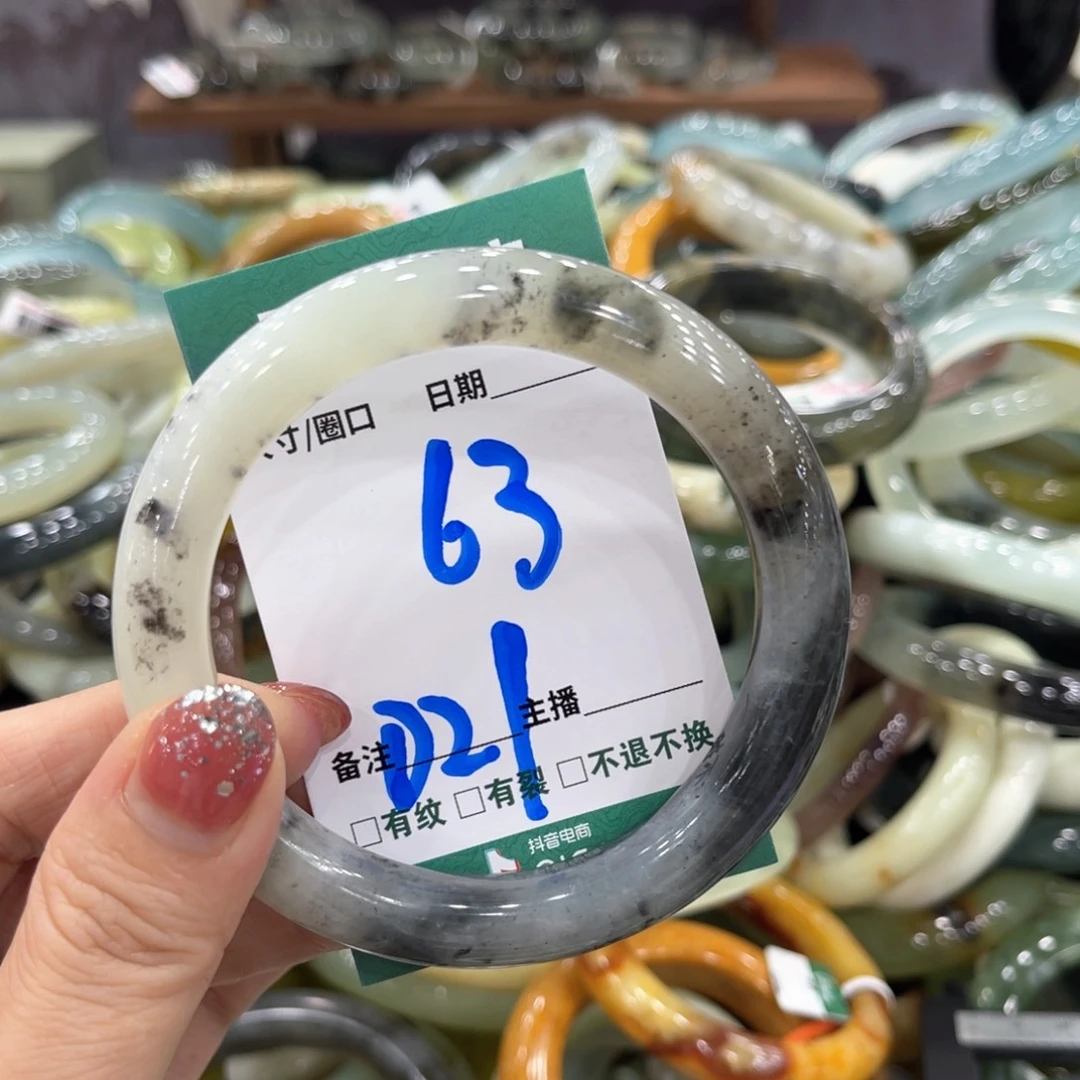 寸/圈口 日期
63
D21
备注 主播
□有纹 □有裂 □不退不换
抖音电商